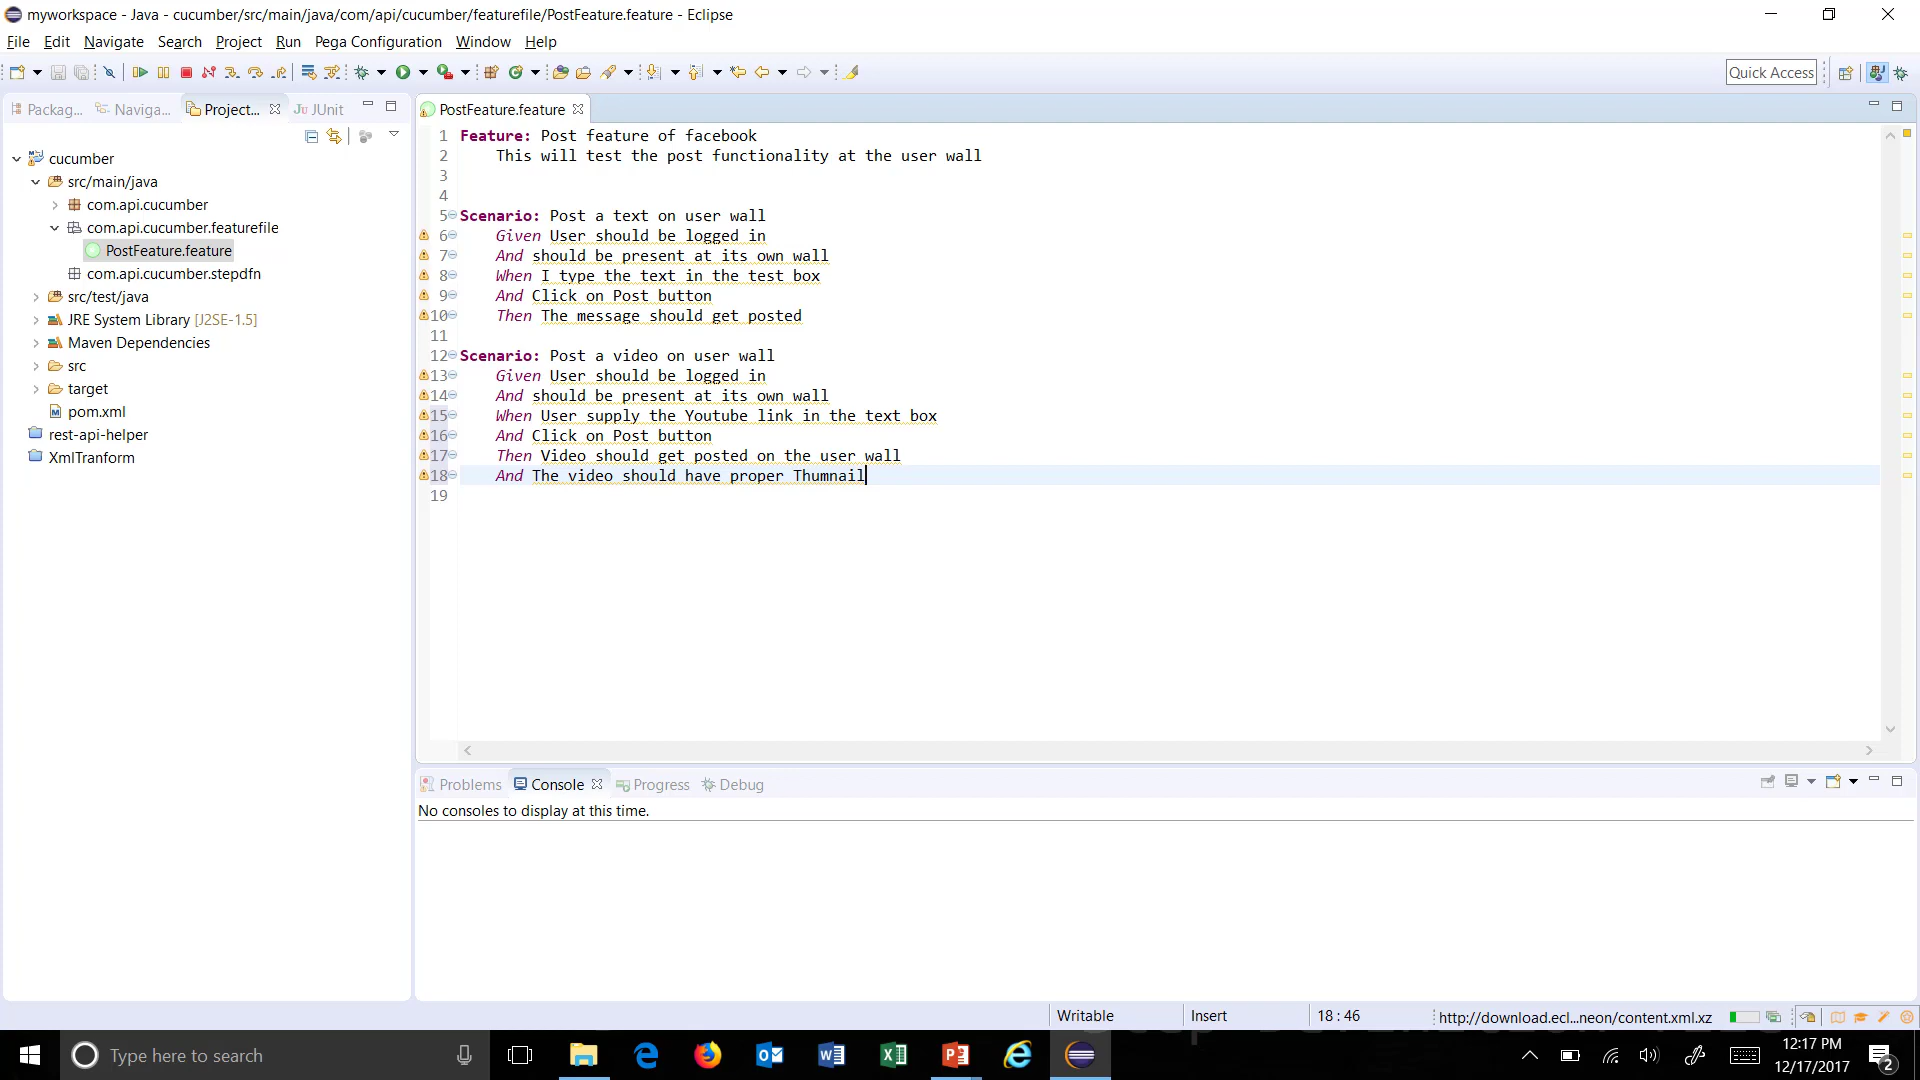 myworkspace - Java - cucumber/src/main/java/com/api/cucumber/featurefile/PostFeature.feature - Eclipse
File Edit Navigate Search Project Run Pega Configuration Window Help
Quick Access
Packag... Naviga... Project... JUnit
cucumber
src/main/java
com.api.cucumber
com.api.cucumber.featurefile
PostFeature.feature
com.api.cucumber.stepdfn
src/test/java
JRE System Library [J2SE-1.5]
Maven Dependencies
src
target
pom.xml
rest-api-helper
XmlTranform
PostFeature.feature
1 Feature: Post feature of facebook
2 This will test the post functionality at the user wall
3
4
5 Scenario: Post a text on user wall
6 Given User should be logged in
7 And should be present at its own wall
8 When I type the text in the test box
9 And Click on Post button
10 Then The message should get posted
11
12 Scenario: Post a video on user wall
13 Given User should be logged in
14 And should be present at its own wall
15 When User supply the Youtube link in the text box
16 And Click on Post button
17 Then Video should get posted on the user wall
18 And The video should have proper Thumnail
19
Problems Console Progress Debug
No consoles to display at this time.
Writable Insert 18 : 46 http://download.ecl...neon/content.xml.xz
Type here to search
12:17 PM
12/17/2017
2